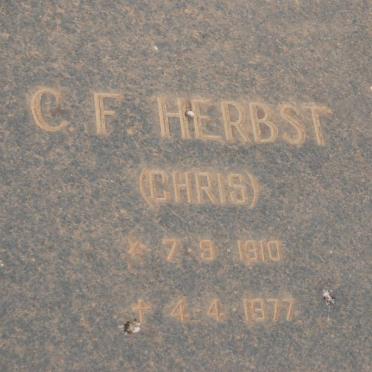 C. F. HERBST
(CHRIS)
* 7·9·1910
† 4·4·1977